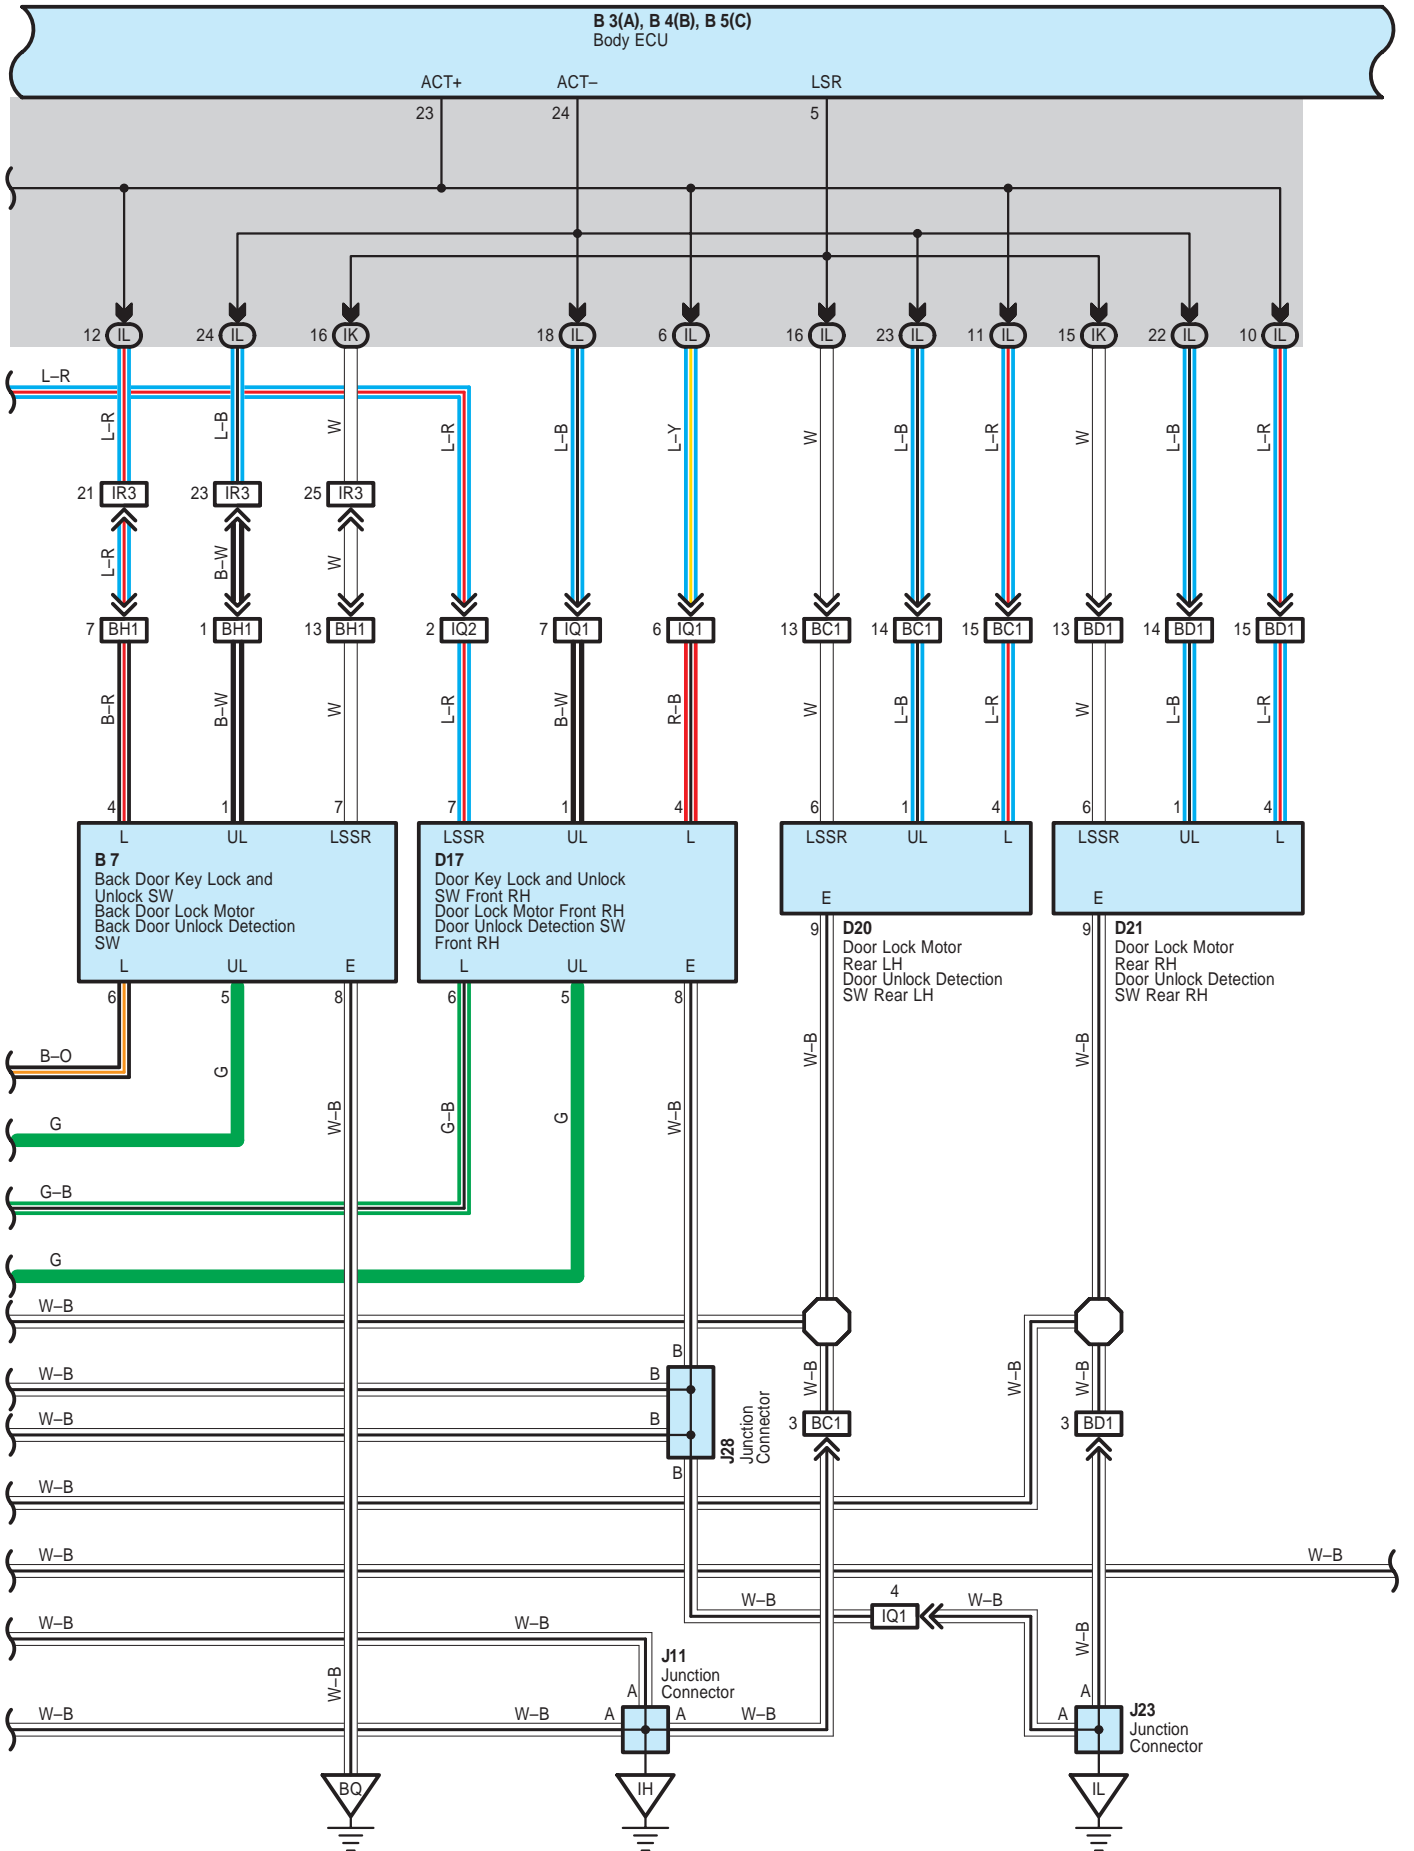 B 3(A), B 4(B), B 5(C)
Body ECU
ACT+ ACT– LSR
23 24 5
12 IL 24 IL 16 IK 18 IL 6 IL 16 IL 23 IL 11 IL 15 IK 22 IL 10 IL
L–R
L–R L–B W L–R L–B L–Y W L–B L–R W L–B L–R
21 IR3 23 IR3 25 IR3
L–R B–W W
7 BH1 1 BH1 13 BH1 2 IQ2 7 IQ1 6 IQ1 13 BC1 14 BC1 15 BC1 13 BD1 14 BD1 15 BD1
B–R B–W W L–R B–W R–B W L–B L–R W L–B L–R
4 1 7 7 1 4 6 1 4 6 1 4
L UL LSSR LSSR UL L LSSR UL L LSSR UL L
B 7
Back Door Key Lock and
Unlock SW
Back Door Lock Motor
Back Door Unlock Detection
SW
L UL E
D17
Door Key Lock and Unlock
SW Front RH
Door Lock Motor Front RH
Door Unlock Detection SW
Front RH
L UL E
E
9
D20
Door Lock Motor
Rear LH
Door Unlock Detection
SW Rear LH
E
9
D21
Door Lock Motor
Rear RH
Door Unlock Detection
SW Rear RH
6 5 8 6 5 8
B–O
G W–B W–B
G
W–B G–B G W–B
G–B
G
W–B
B
W–B B W–B W–B W–B
W–B B 3 BC1 3 BD1
J28
Junction
Connector
B
W–B
W–B W–B
4
W–B IQ1 W–B
W–B W–B W–B
J11
Junction
Connector
W–B
A A
W–B W–B A A W–B A
J23
Junction
Connector
BQ IH IL